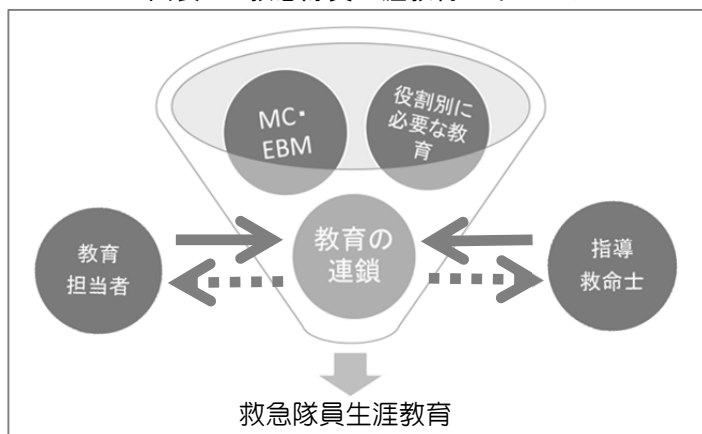 MC・
EBM
役割別に
必要な教
育
教育の
連鎖
教育
担当者
指導
救命士
救急隊員生涯教育